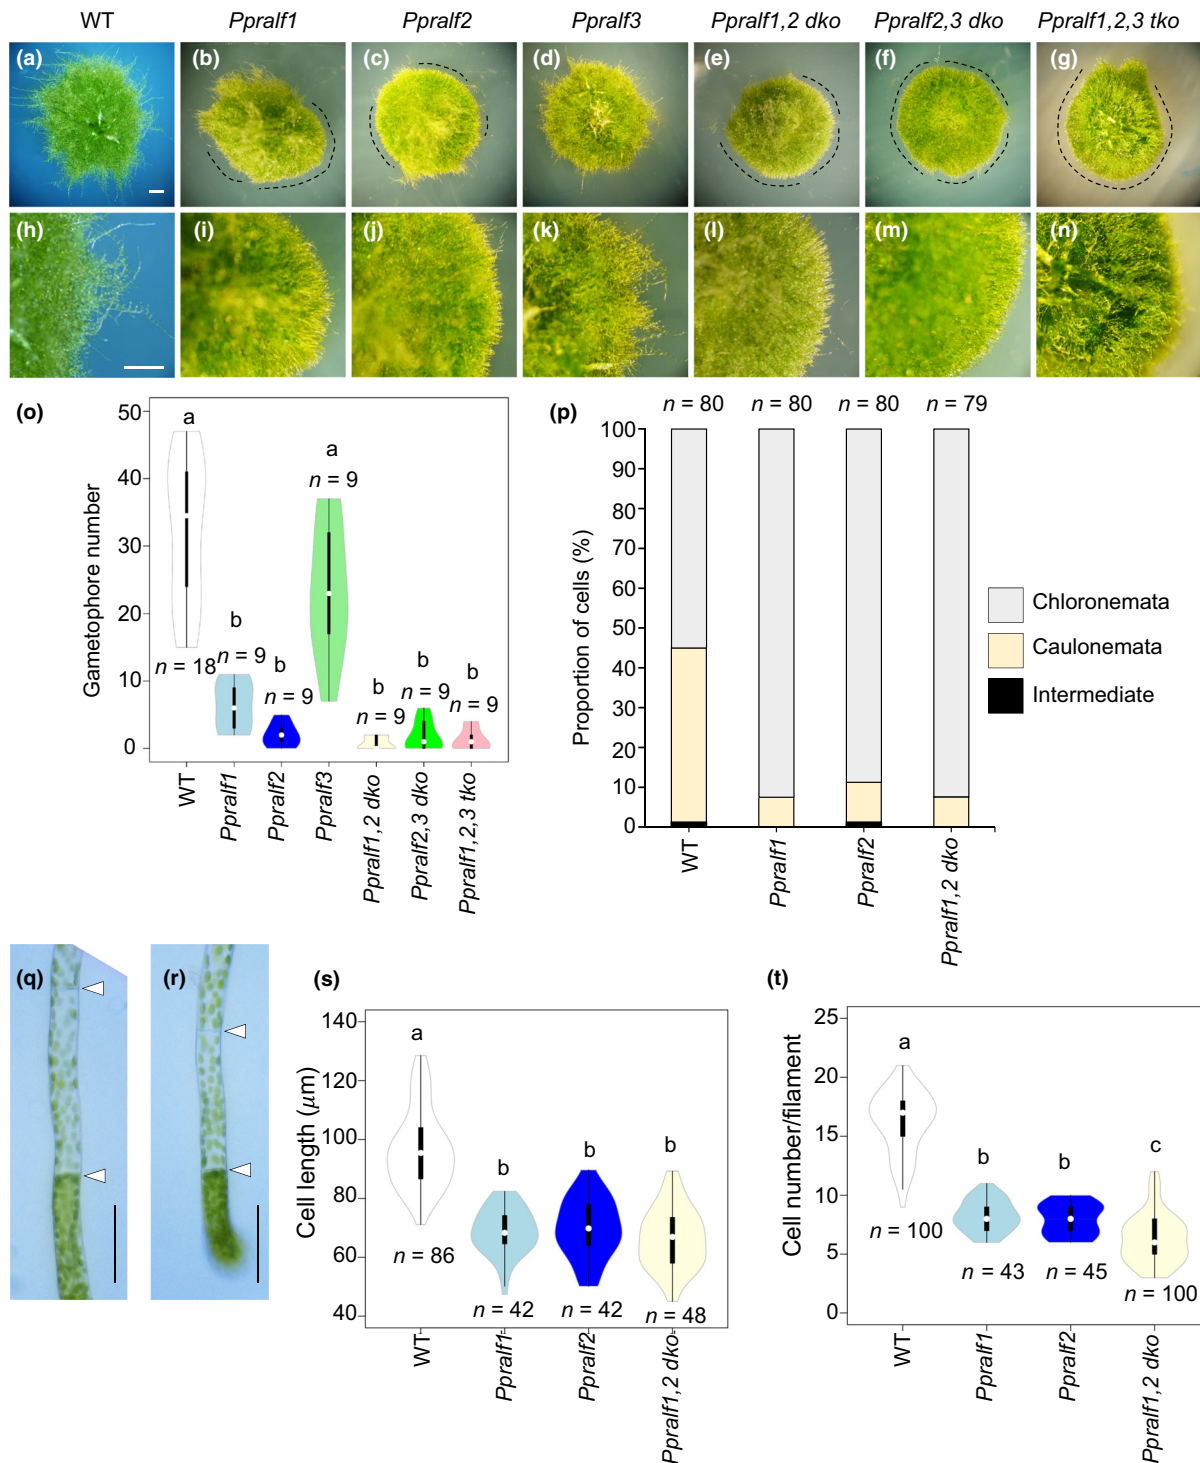 WT Ppralf1 Ppralf2 Ppralf3 Ppralf1,2 dko Ppralf2,3 dko Ppralf1,2,3 tko
(a) (b) (c) (d) (e) (f) (g)
(h) (i) (j) (k) (l) (m) (n)
(o)
Gametophore number
50
40
30
20
10
0
a
n = 18
b
n = 9
b
n = 9
a
n = 9
b
n = 9
b
n = 9
b
n = 9
WT
Ppralf1
Ppralf2
Ppralf3
Ppralf1,2 dko
Ppralf2,3 dko
Ppralf1,2,3 tko
(p)
n = 80 n = 80 n = 80 n = 79
Proportion of cells (%)
100
90
80
70
60
50
40
30
20
10
0
WT
Ppralf1
Ppralf2
Ppralf1,2 dko
Chloronemata
Caulonemata
Intermediate
(q) (r)
(s)
Cell length (μm)
140
120
100
80
60
40
a
n = 86
b
n = 42
b
n = 42
b
n = 48
WT
Ppralf1
Ppralf2
Ppralf1,2 dko
(t)
Cell number/filament
25
20
15
10
5
0
a
n = 100
b
n = 43
b
n = 45
c
n = 100
WT
Ppralf1
Ppralf2
Ppralf1,2 dko